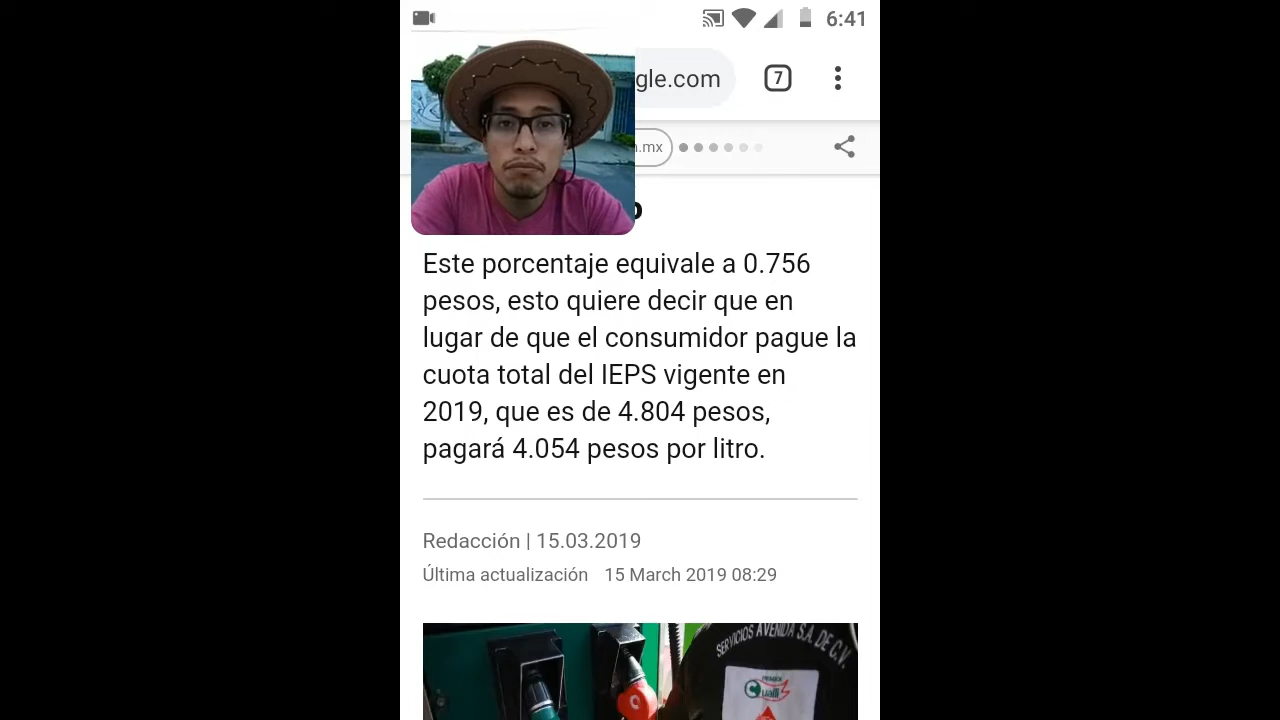 6:41
gle.com
7
n.mx
o
Este porcentaje equivale a 0.756
pesos, esto quiere decir que en
lugar de que el consumidor pague la
cuota total del IEPS vigente en
2019, que es de 4.804 pesos,
pagará 4.054 pesos por litro.
Redacción | 15.03.2019
Última actualización 15 March 2019 08:29
SERVICIOS AVENIDA S.A. DE C.V.
PEMEX